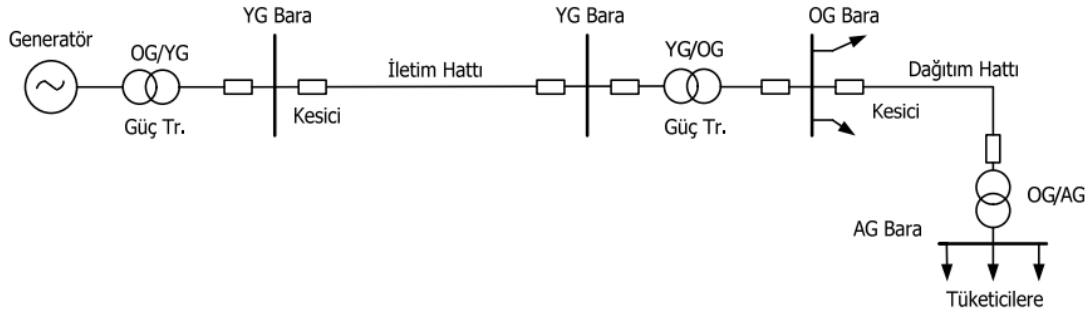 Generatör
OG/YG
Güç Tr.
YG Bara
Kesici
İletim Hattı
YG Bara
YG/OG
Güç Tr.
OG Bara
Kesici
Dağıtım Hattı
OG/AG
AG Bara
Tüketicilere